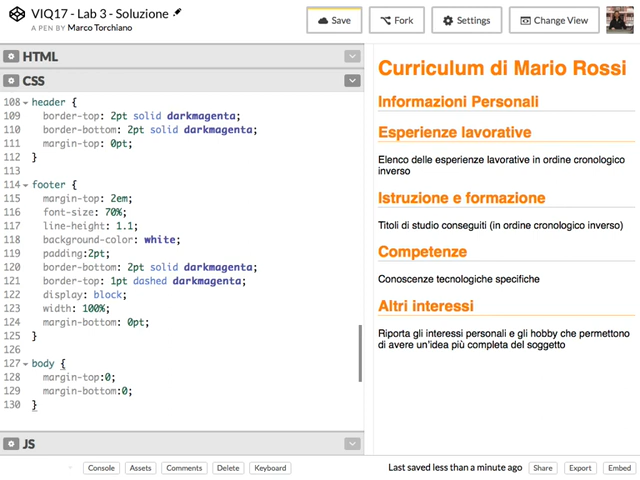 VIQ17 - Lab 3 - Soluzione
A PEN BY Marco Torchiano
Save
Fork
Settings
Change View
HTML
CSS
108 header {
109 border-top: 2pt solid darkmagenta;
110 border-bottom: 2pt solid darkmagenta;
111 margin-top: 0pt;
112 }
113
114 footer {
115 margin-top: 2em;
116 font-size: 70%;
117 line-height: 1.1;
118 background-color: white;
119 padding:2pt;
120 border-bottom: 2pt solid darkmagenta;
121 border-top: 1pt dashed darkmagenta;
122 display: block;
123 width: 100%;
124 margin-bottom: 0pt;
125 }
126
127 body {
128 margin-top:0;
129 margin-bottom:0;
130 }
JS
Curriculum di Mario Rossi
Informazioni Personali
Esperienze lavorative
Elenco delle esperienze lavorative in ordine cronologico
inverso
Istruzione e formazione
Titoli di studio conseguiti (in ordine cronologico inverso)
Competenze
Conoscenze tecnologiche specifiche
Altri interessi
Riporta gli interessi personali e gli hobby che permettono
di avere un'idea più completa del soggetto
Console
Assets
Comments
Delete
Keyboard
Last saved less than a minute ago
Share
Export
Embed